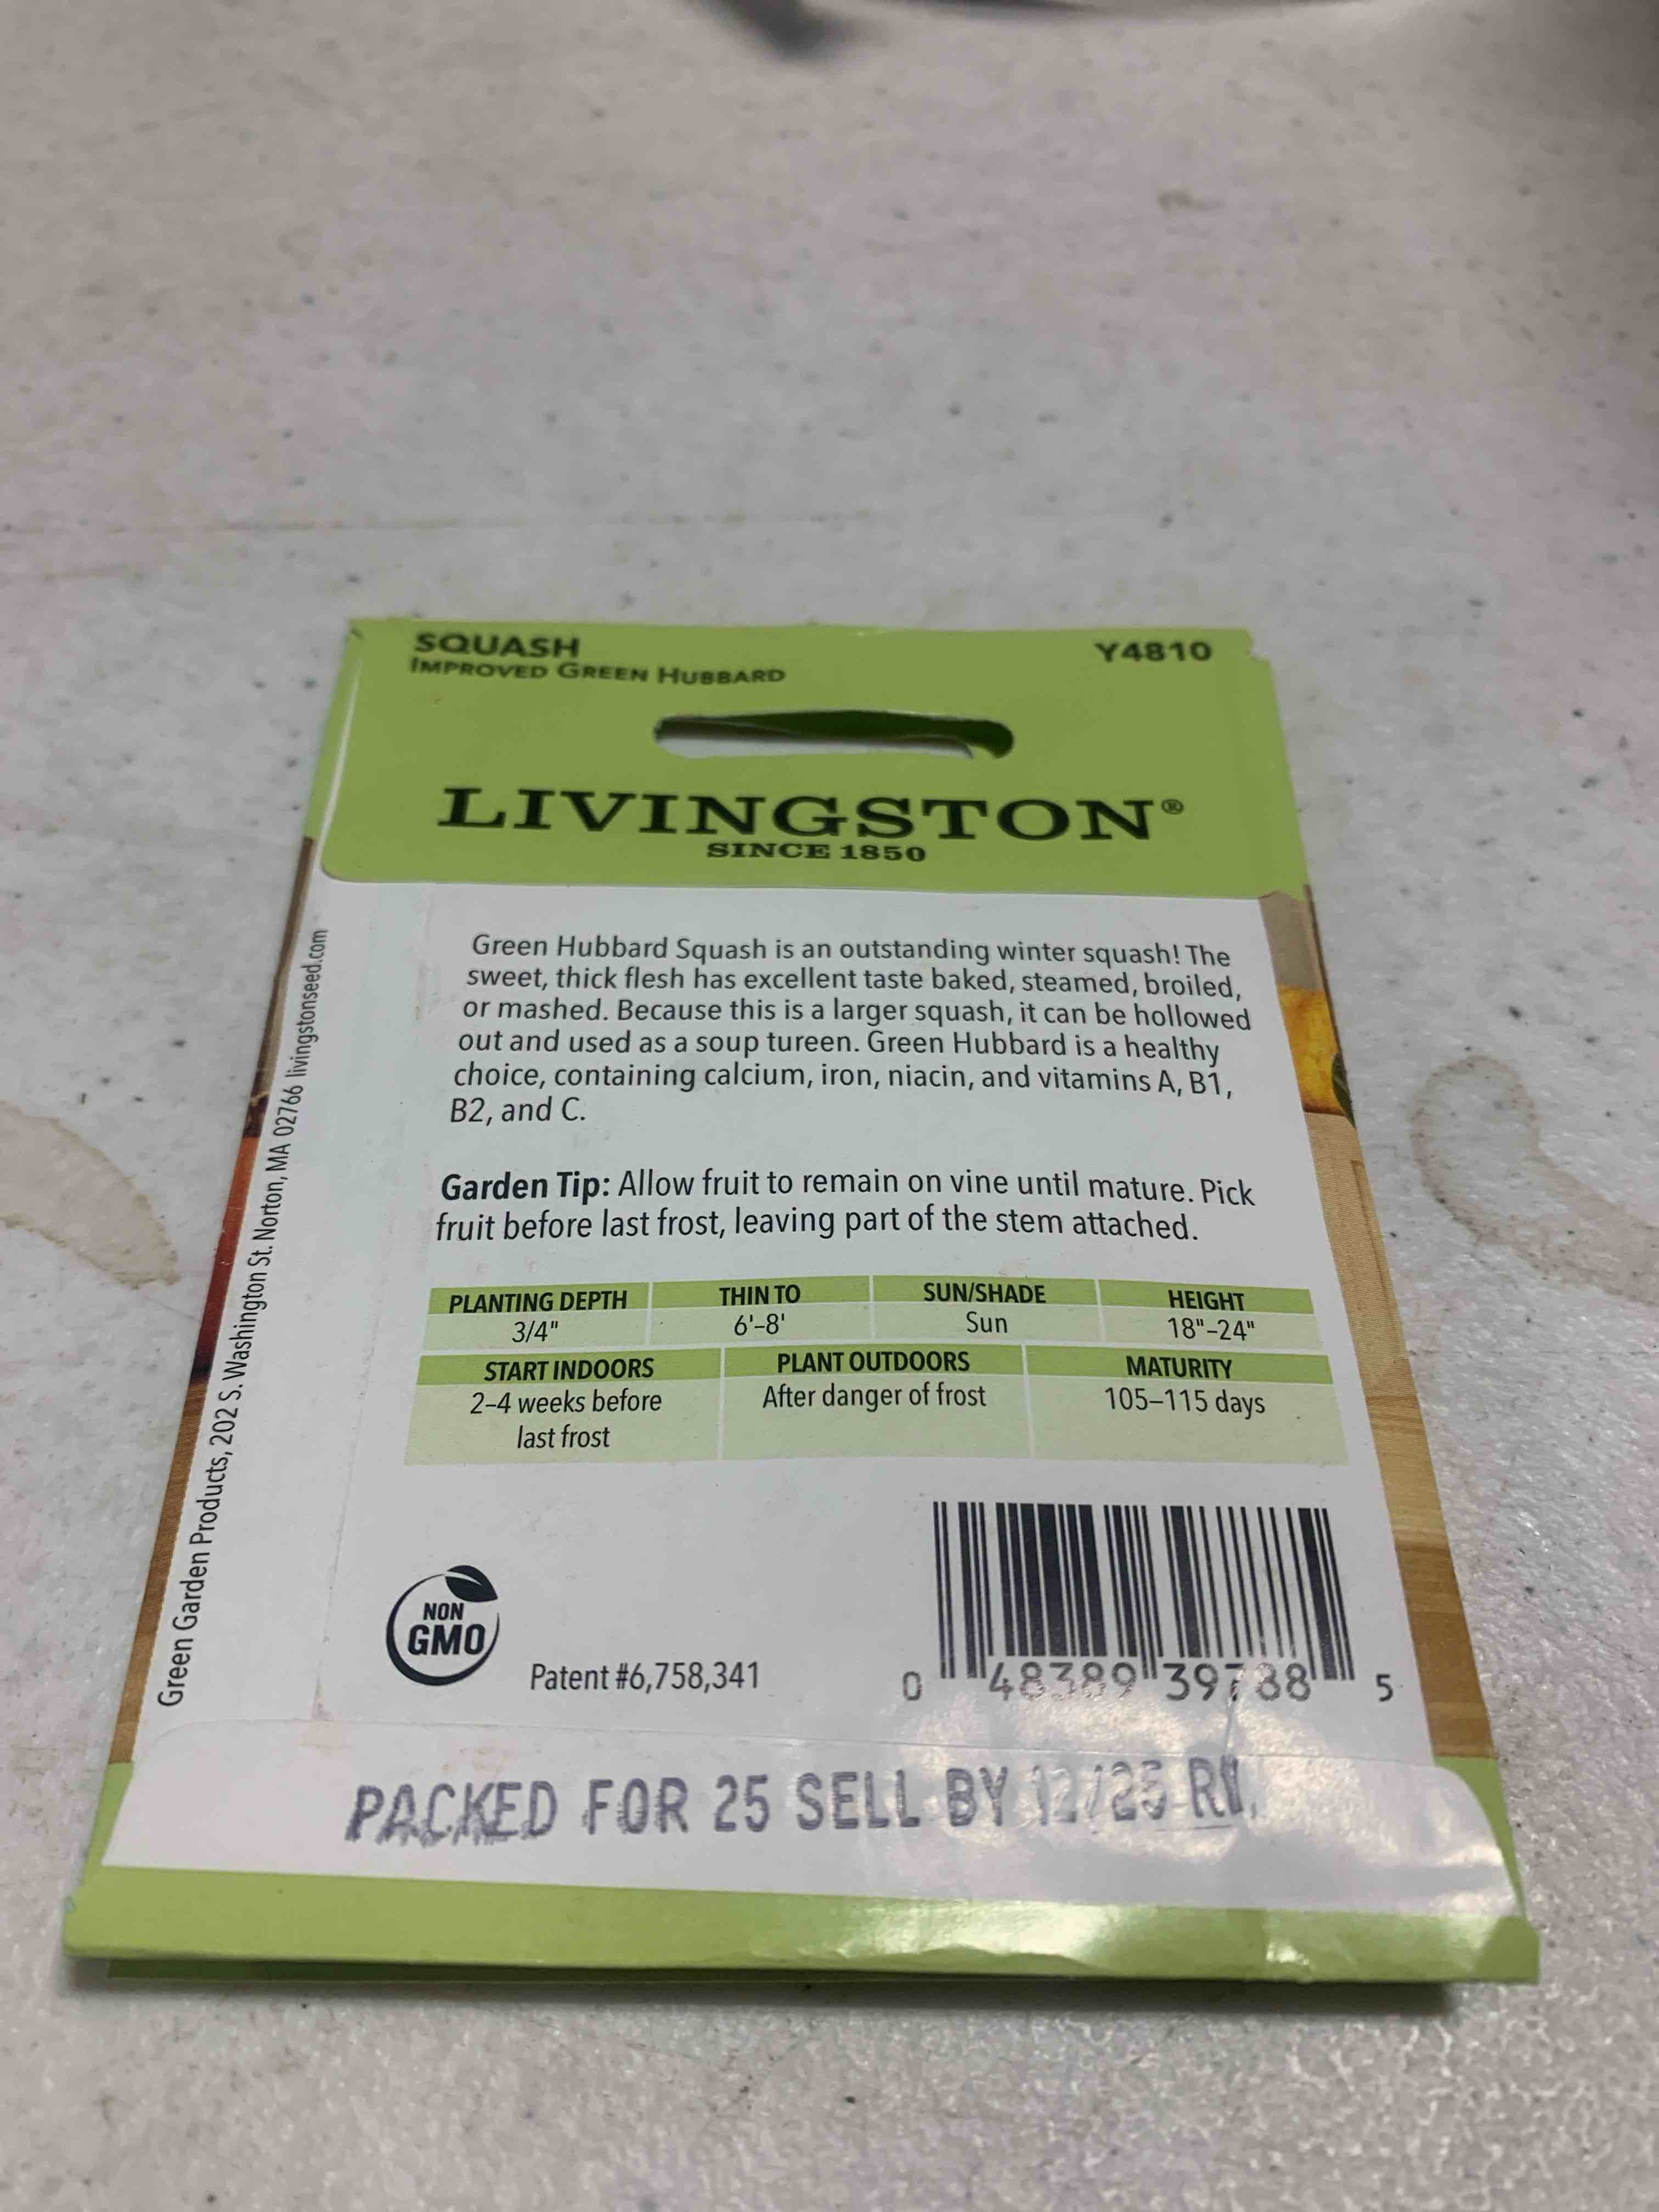 SQUASH
IMPROVED GREEN HUBBARD
Y4810
LIVINGSTON®
SINCE 1850
Green Hubbard Squash is an outstanding winter squash! The
sweet, thick flesh has excellent taste baked, steamed, broiled,
or mashed. Because this is a larger squash, it can be hollowed
out and used as a soup tureen. Green Hubbard is a healthy
choice, containing calcium, iron, niacin, and vitamins A, B1,
B2, and C.
Garden Tip: Allow fruit to remain on vine until mature. Pick
fruit before last frost, leaving part of the stem attached.
PLANTING DEPTH THIN TO SUN/SHADE HEIGHT
3/4" 6'-8' Sun 18"-24"
START INDOORS PLANT OUTDOORS MATURITY
2-4 weeks before After danger of frost 105-115 days
last frost
NON
GMO
Patent #6,758,341
0 48389 39788 5
PACKED FOR 25 SELL BY 12/25
Green Garden Products, 202 S. Washington St. Norton, MA 02766 livingstonseed.com